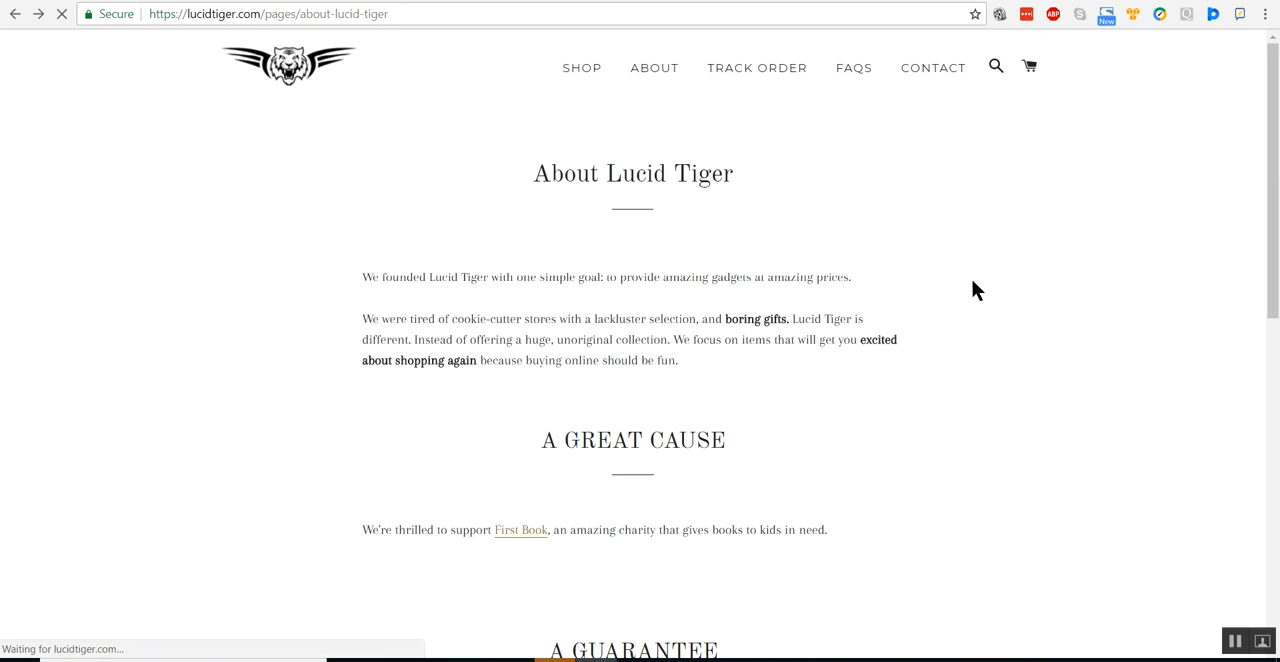 Secure
https://lucidtiger.com/pages/about-lucid-tiger
ABP
New
SHOP ABOUT TRACK ORDER FAQS CONTACT
About Lucid Tiger
We founded Lucid Tiger with one simple goal: to provide amazing gadgets at amazing prices.
We were tired of cookie-cutter stores with a lackluster selection, and boring gifts. Lucid Tiger is
different. Instead of offering a huge, unoriginal collection. We focus on items that will get you excited
about shopping again because buying online should be fun.
A GREAT CAUSE
We're thrilled to support First Book, an amazing charity that gives books to kids in need.
A GUARANTEE
Waiting for lucidtiger.com...